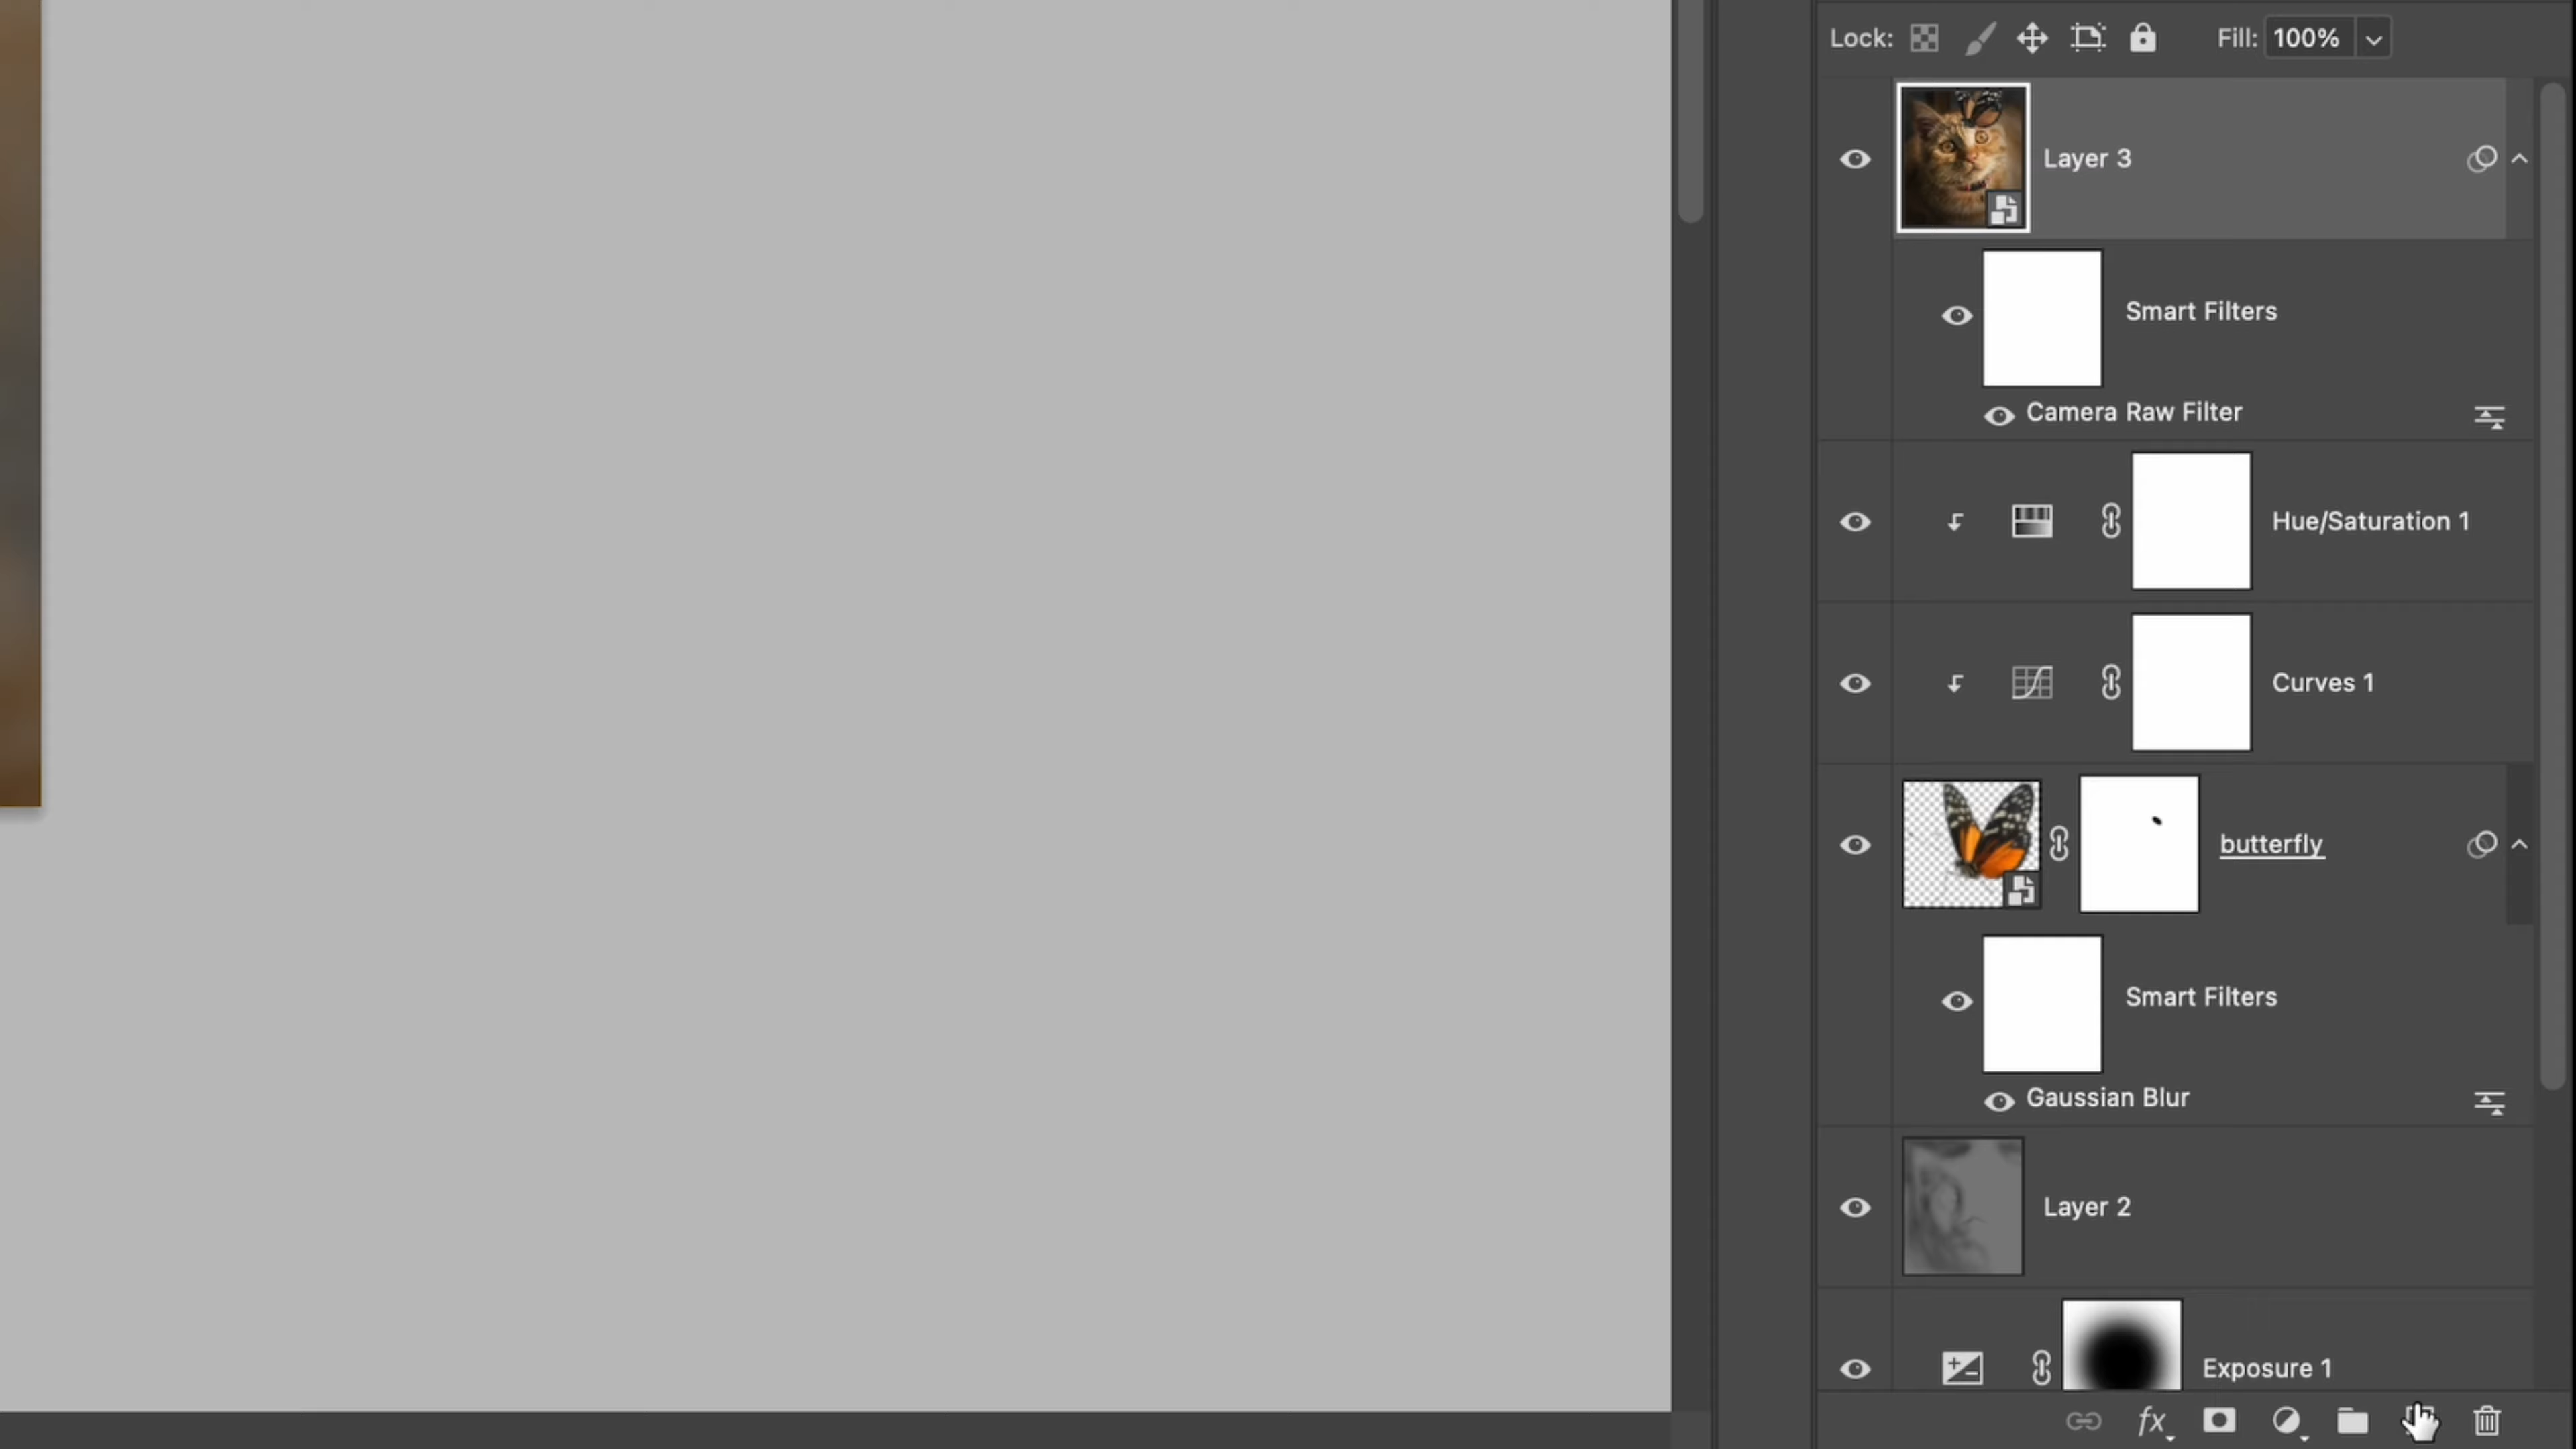 Lock: Fill: 100%
Layer 3
Smart Filters
Camera Raw Filter
Hue/Saturation 1
Curves 1
butterfly
Smart Filters
Gaussian Blur
Layer 2
Exposure 1
fx